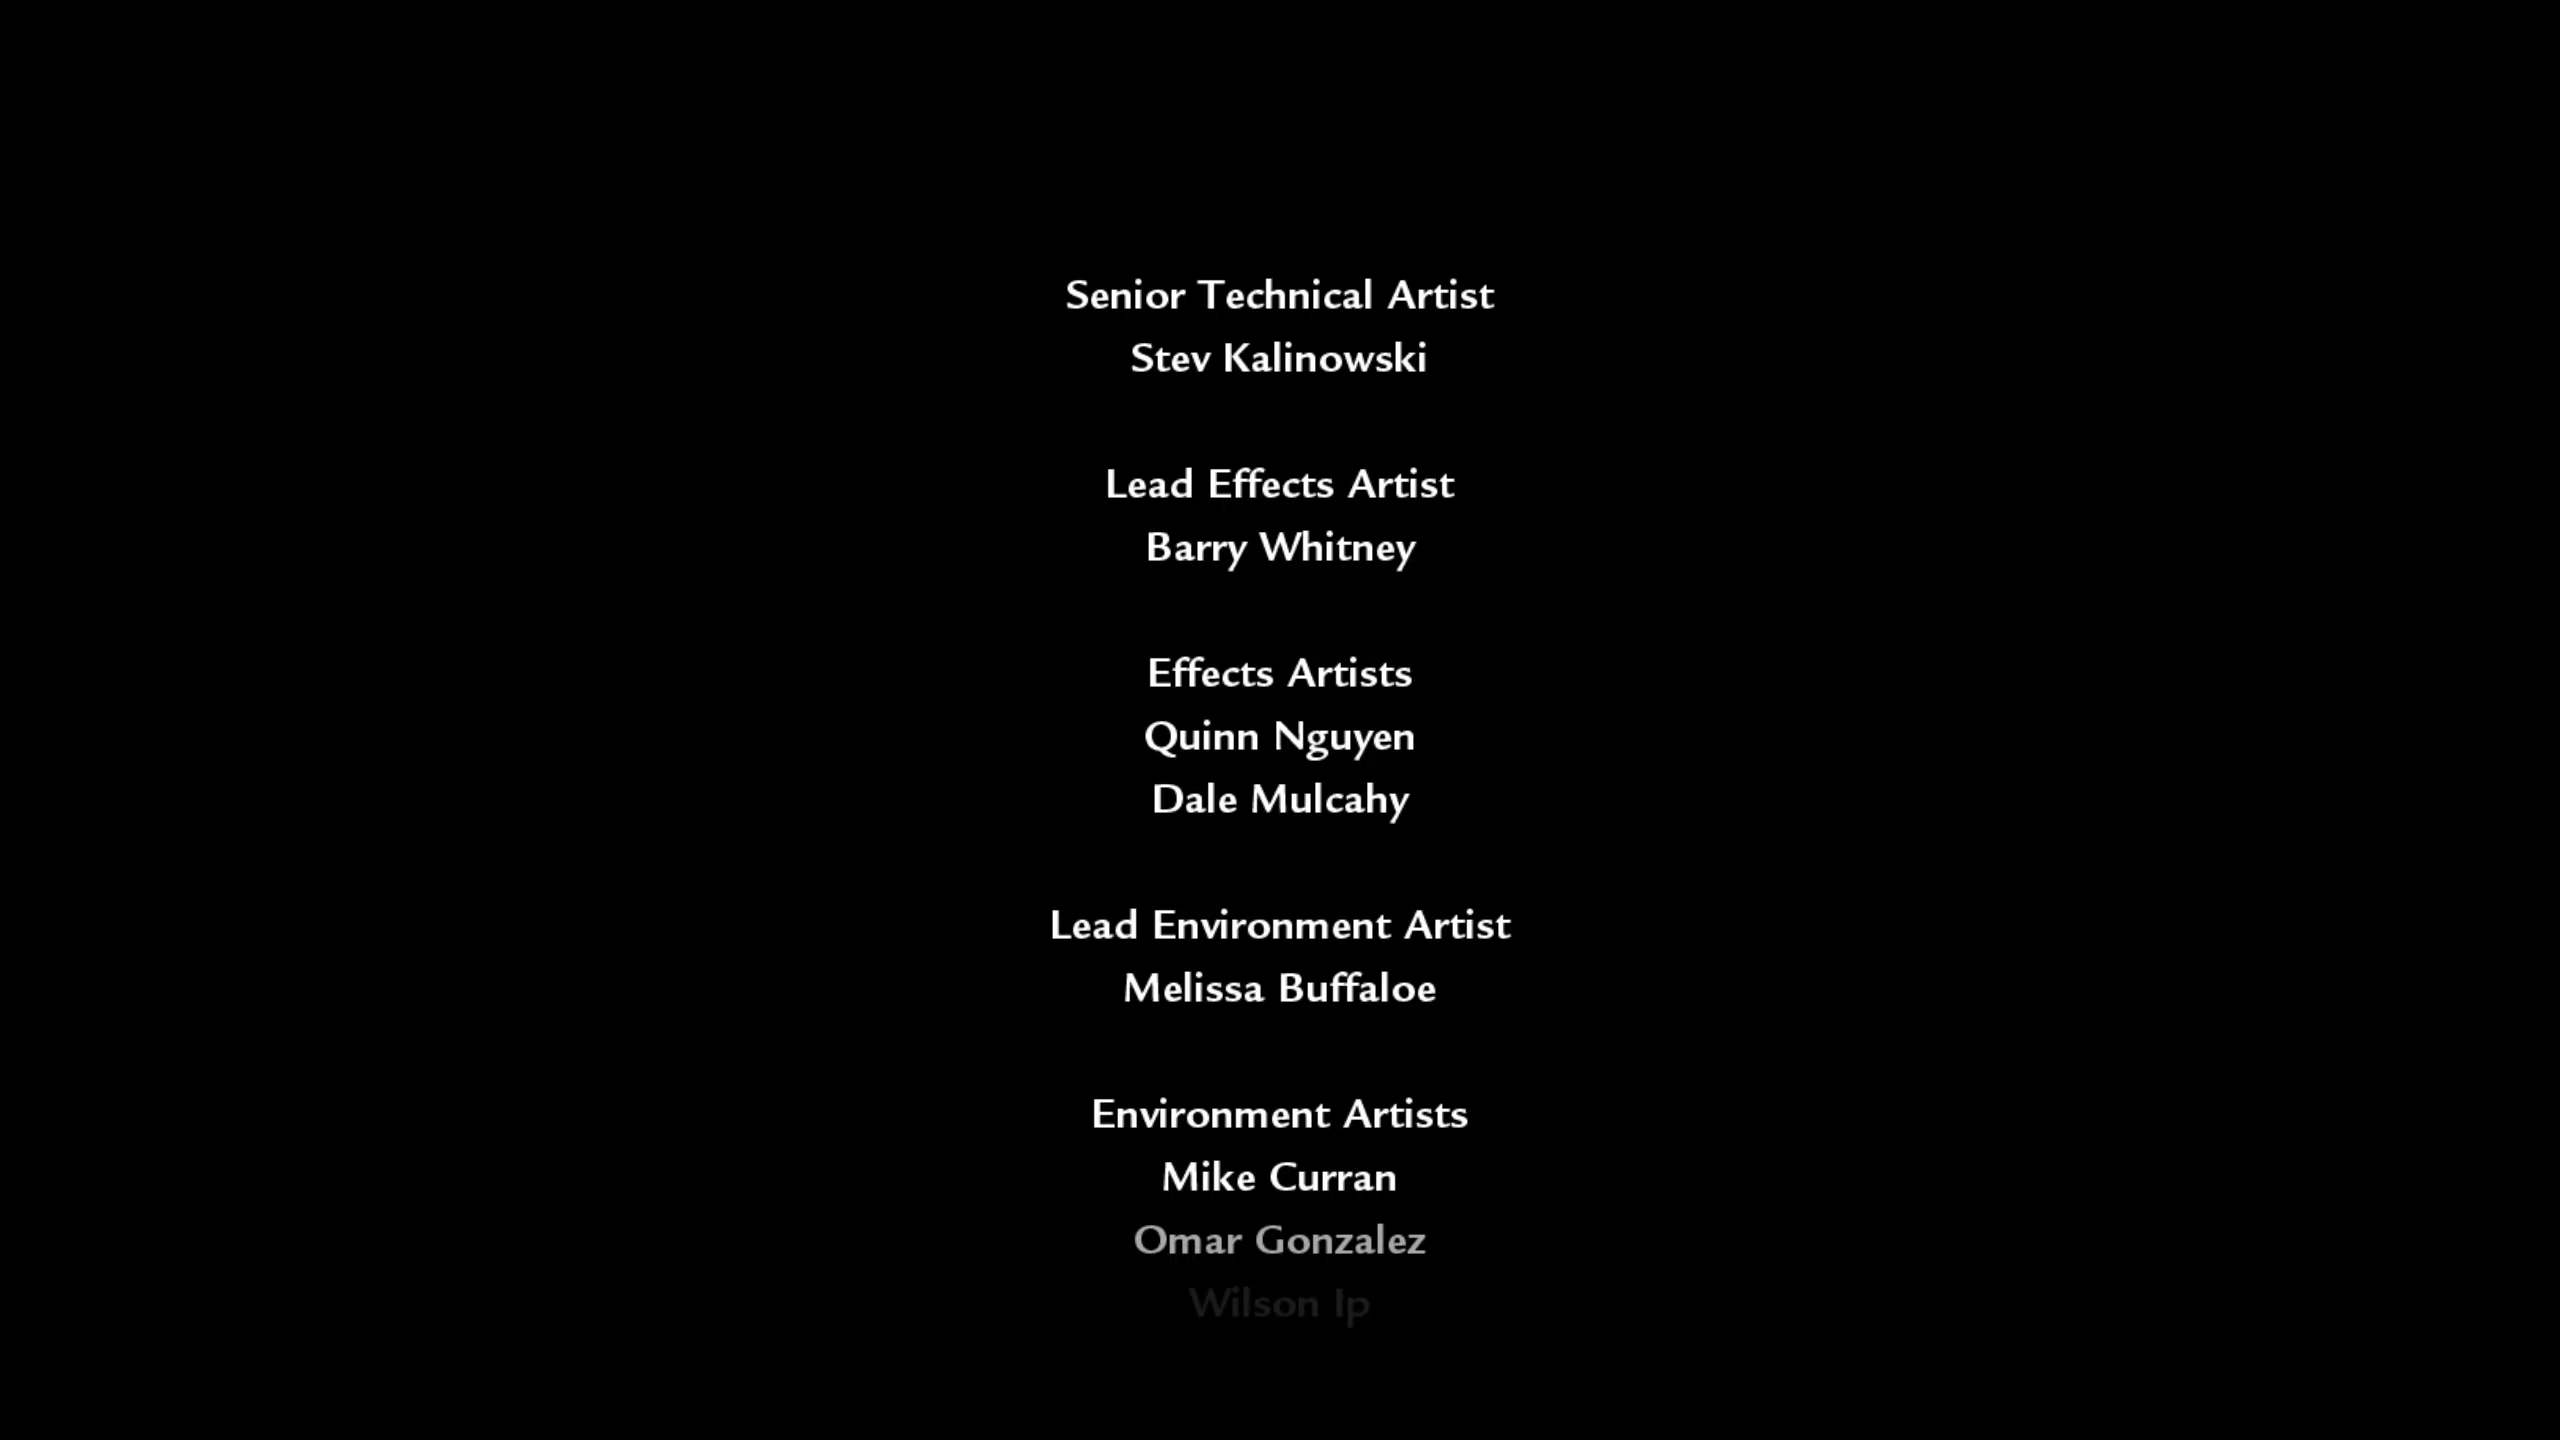 Senior Technical Artist
Stev Kalinowski
Lead Effects Artist
Barry Whitney
Effects Artists
Quinn Nguyen
Dale Mulcahy
Lead Environment Artist
Melissa Buffaloe
Environment Artists
Mike Curran
Omar Gonzalez
Wilson Ip